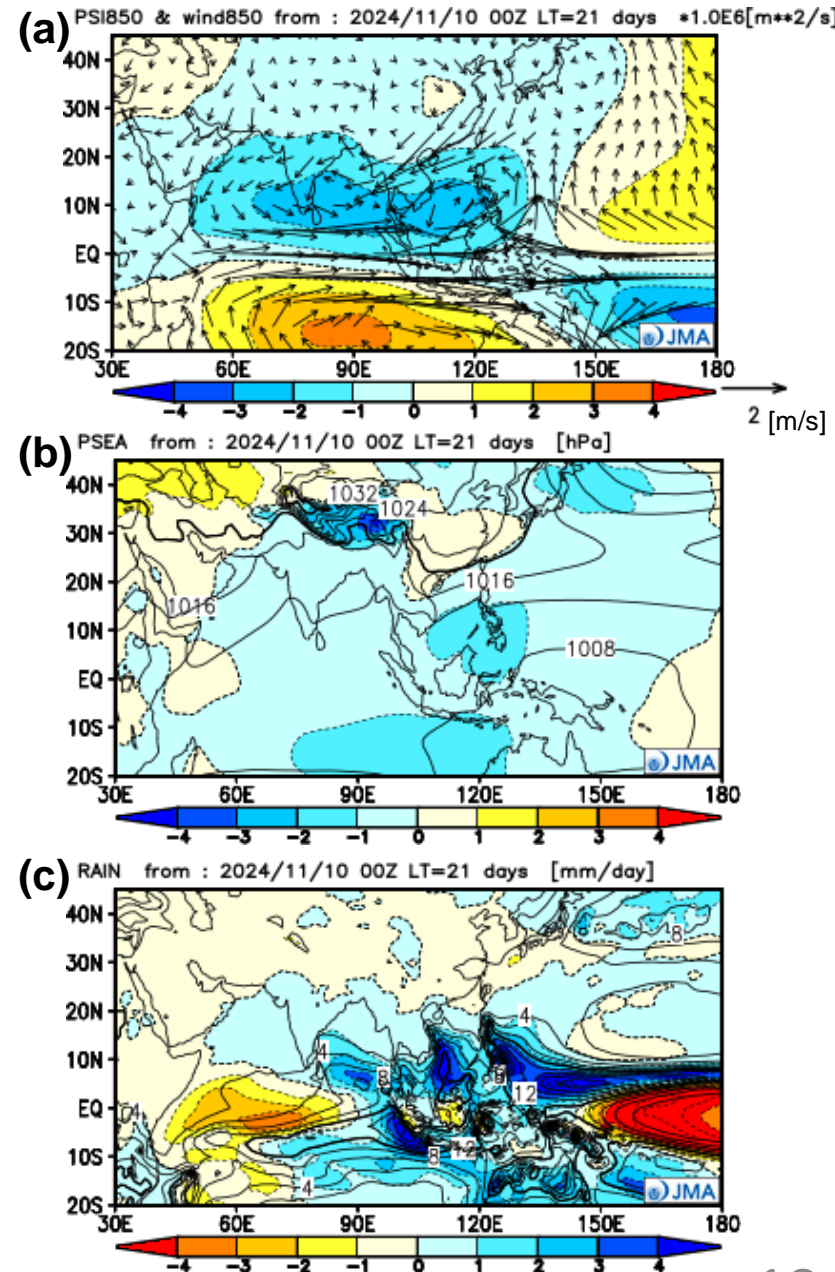 (a) PSI850 & wind850 from : 2024/11/10 00Z LT=21 days *1.0E6[m**2/s]
40N
30N
20N
10N
EQ
10S
20S
JMA
30E 60E 90E 120E 150E 180
-4 -3 -2 -1 0 1 2 3 4
2 [m/s]
(b) PSEA from : 2024/11/10 00Z LT=21 days [hPa]
40N
1032
1024
30N
20N
1016
1016
10N
1008
EQ
10S
20S
JMA
30E 60E 90E 120E 150E 180
-4 -3 -2 -1 0 1 2 3 4
(c) RAIN from : 2024/11/10 00Z LT=21 days [mm/day]
40N
8
30N
20N
4
10N
4
8
12
EQ
4
10S
8
12
4
20S
JMA
30E 60E 90E 120E 150E 180
-4 -3 -2 -1 0 1 2 3 4